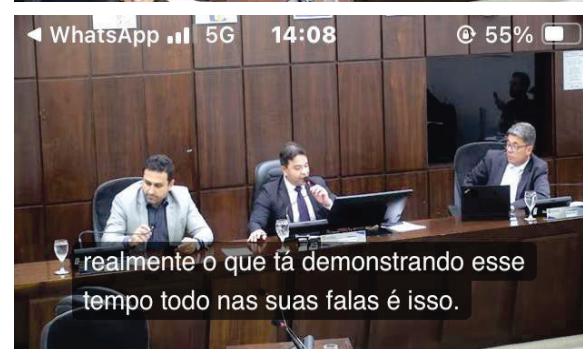 ◄ WhatsApp 5G 14:08 55%
realmente o que tá demonstrando esse
tempo todo nas suas falas é isso.